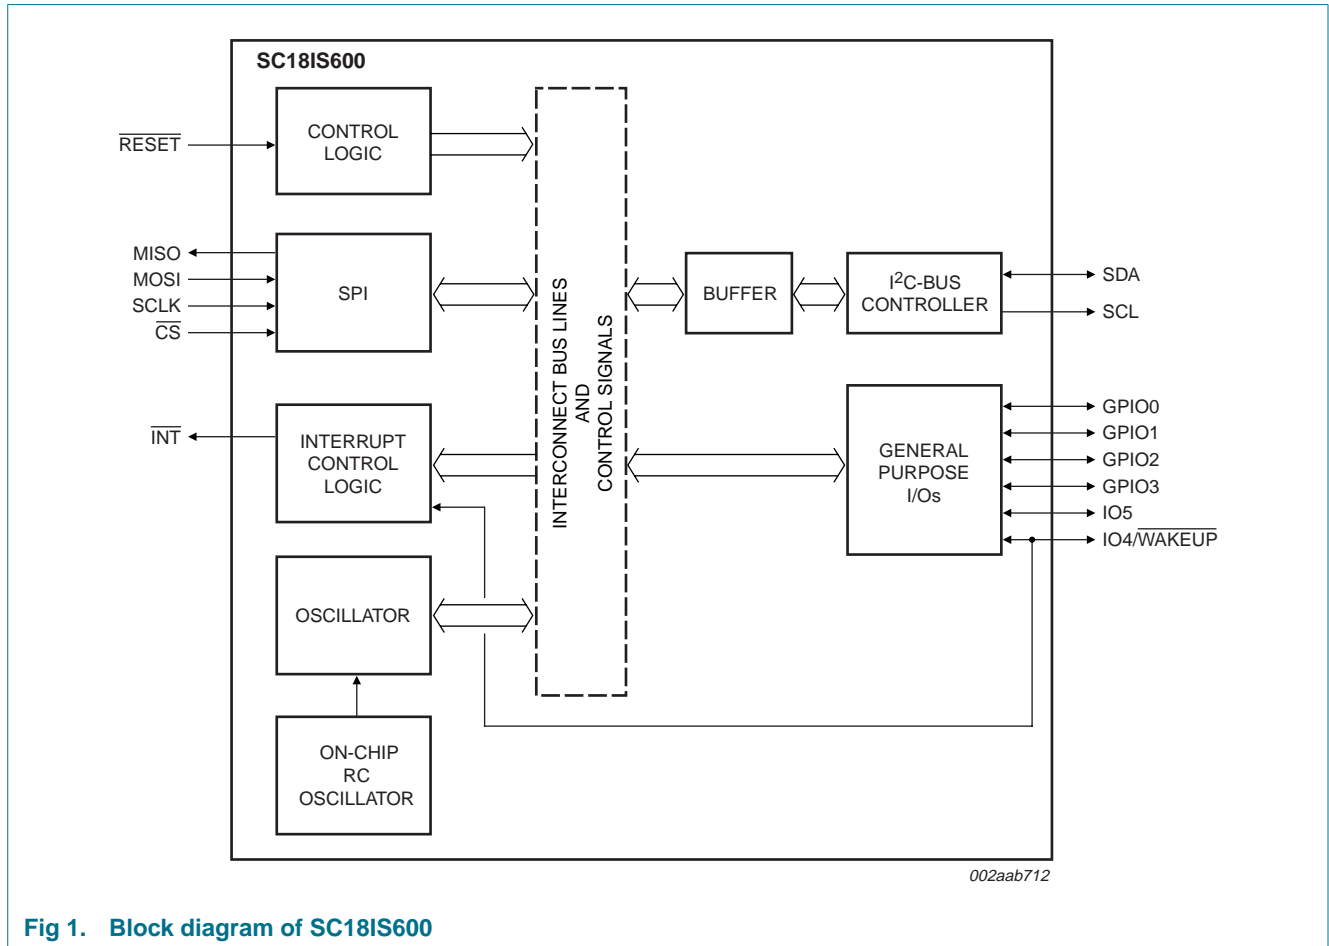 SC18IS600
CONTROL
LOGIC
RESET
MISO
MOSI
SCLK
CS
SPI
INT
INTERRUPT
CONTROL
LOGIC
OSCILLATOR
ON-CHIP
RC
OSCILLATOR
INTERCONNECT BUS LINES
AND
CONTROL SIGNALS
BUFFER
I2C-BUS
CONTROLLER
SDA
SCL
GENERAL
PURPOSE
I/Os
GPIO0
GPIO1
GPIO2
GPIO3
IO5
IO4/WAKEUP
002aab712
Fig 1. Block diagram of SC18IS600